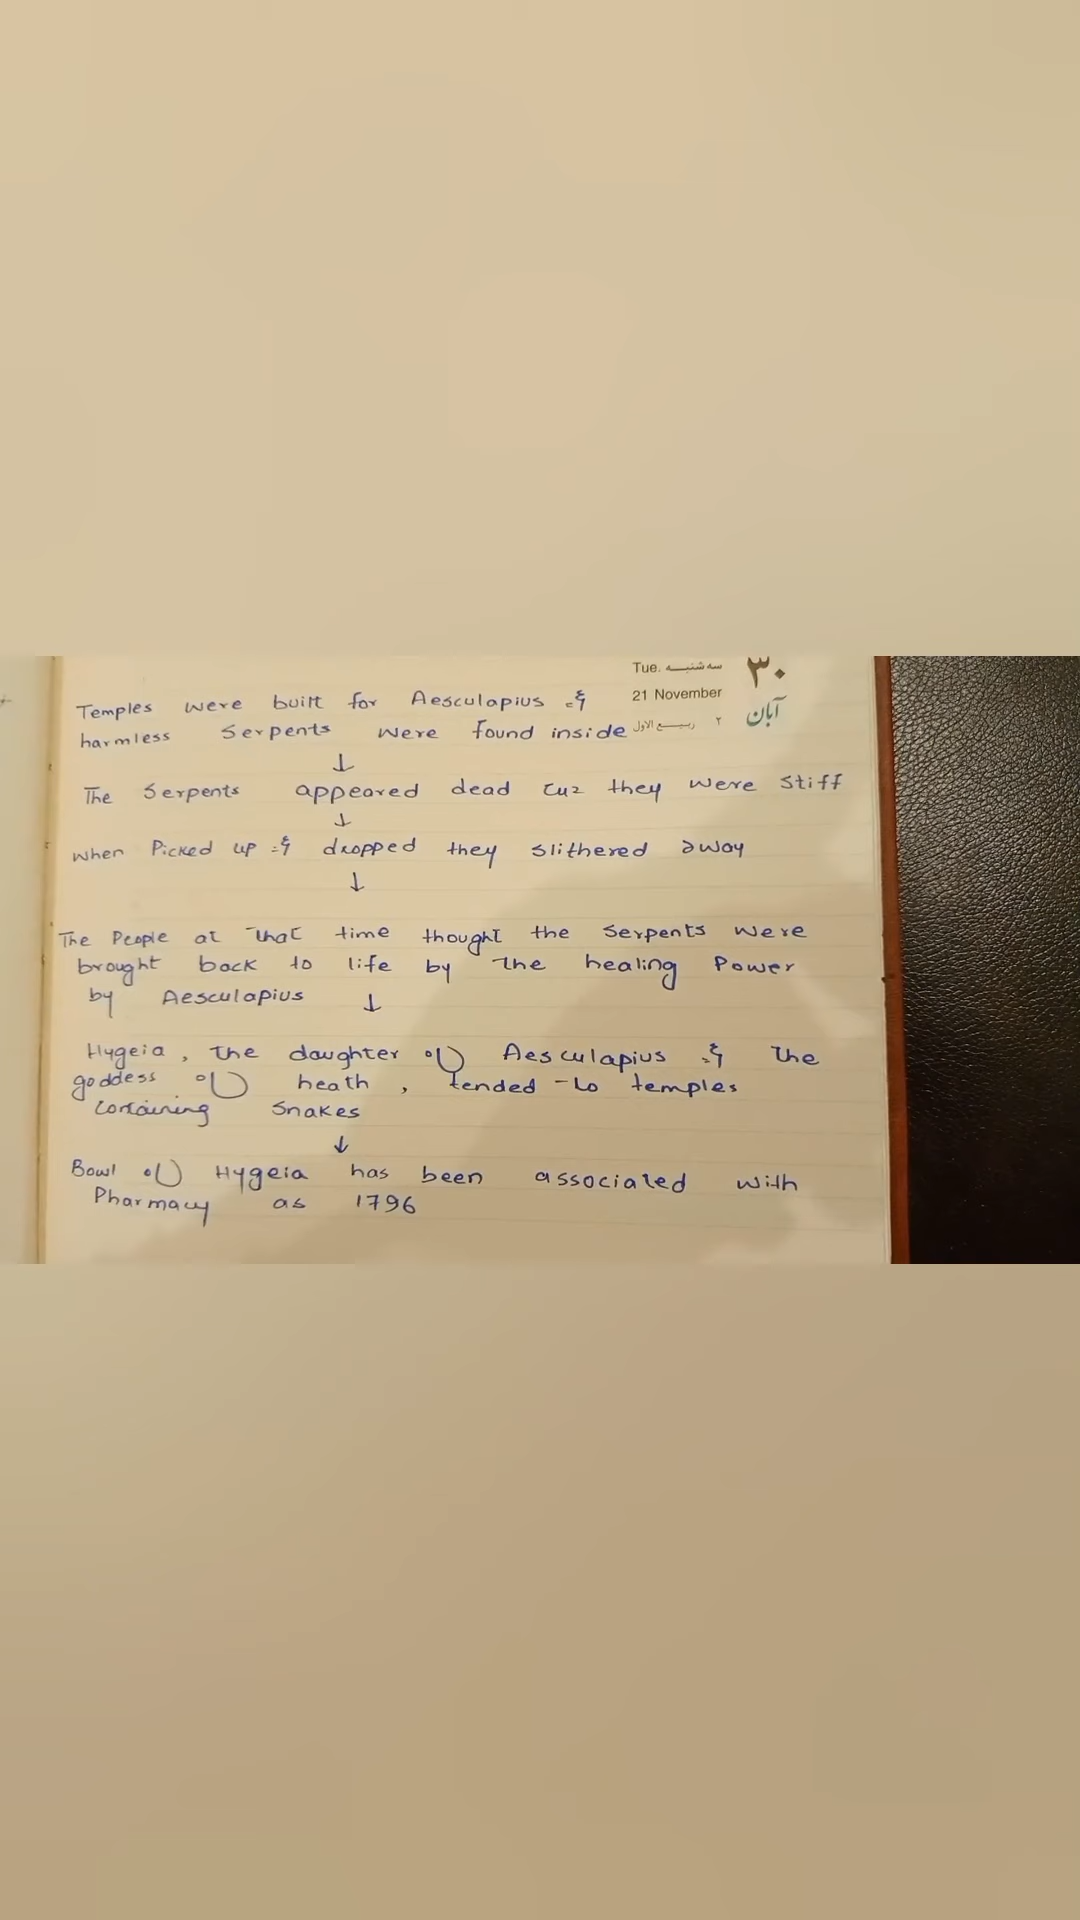 Tue. سه شنبـــه ۳۰
21 November آبان
۲ ربیـــع الاول
Temples were built for Aesculapius &
harmless Serpents were found inside
↓
The Serpents appeared dead cuz they were stiff
↓
when Picked up & dropped they slithered away
↓
The People at that time thought the serpents were
brought back to life by the healing Power
by Aesculapius ↓
Hygeia, the daughter of Aesculapius & the
goddess of heath, tended to temples
containing snakes
↓
Bowl of Hygeia has been associated with
Pharmacy as 1796